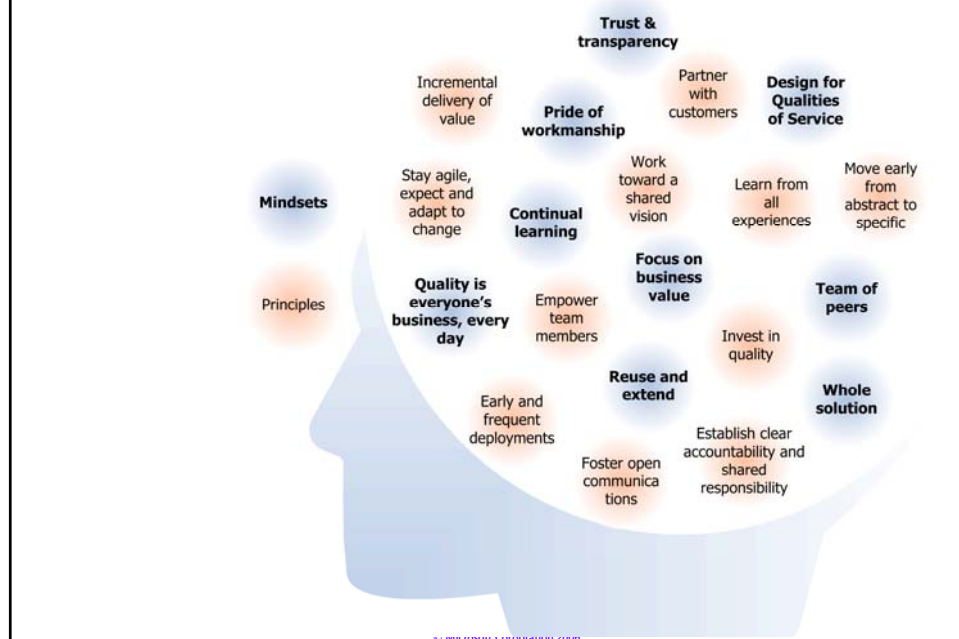 Trust &
transparency
Incremental
delivery of
value
Pride of
workmanship
Partner
with
customers
Design for
Qualities
of Service
Mindsets
Stay agile,
expect and
adapt to
change
Continual
learning
Work
toward a
shared
vision
Learn from
all
experiences
Move early
from
abstract to
specific
Principles
Quality is
everyone's
business, every
day
Empower
team
members
Focus on
business
value
Team of
peers
Invest in
quality
Early and
frequent
deployments
Reuse and
extend
Whole
solution
Foster open
communica
tions
Establish clear
accountability and
shared
responsibility